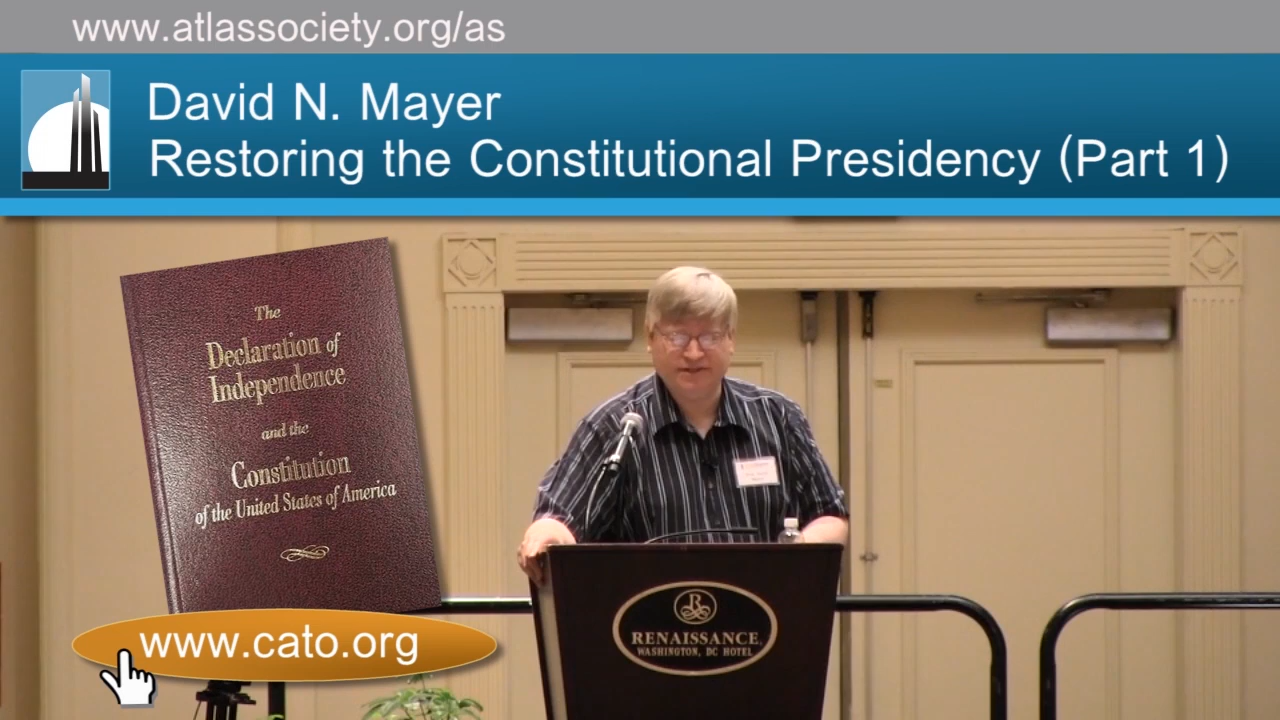 www.atlassociety.org/as
David N. Mayer
Restoring the Constitutional Presidency (Part 1)
The
Declaration of
Independence
and the
Constitution
of the United States of America
www.cato.org
R
RENAISSANCE
WASHINGTON, DC HOTEL